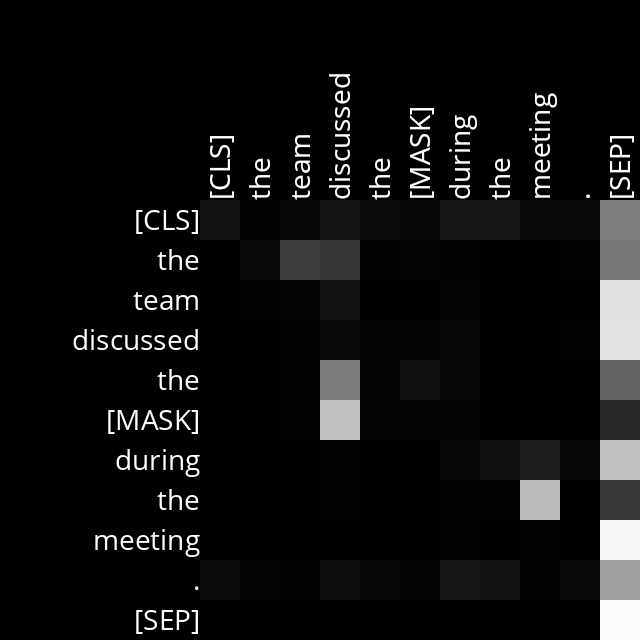 [CLS]
the
team
discussed
the
[MASK]
during
the
meeting
.
[SEP]
[CLS]
the
team
discussed
the
[MASK]
during
the
meeting
.
[SEP]